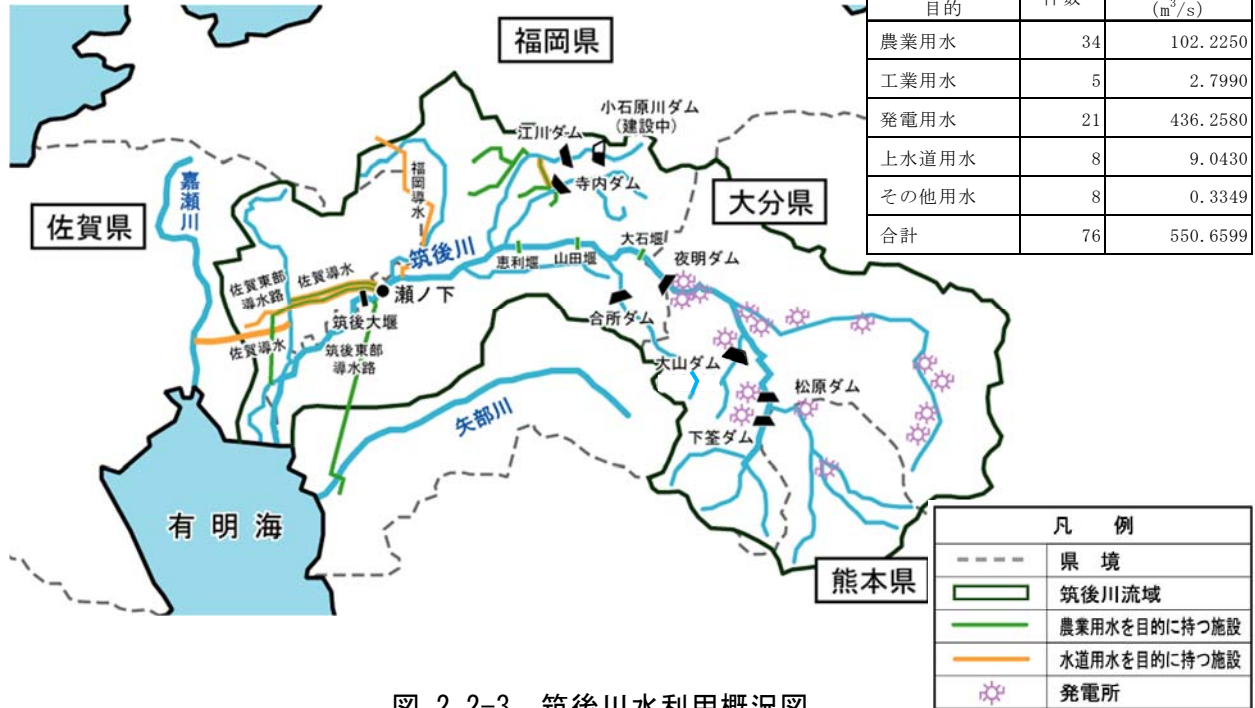 福岡県
佐賀県
大分県
熊本県
目的
(m³/s)
農業用水 34 102.2250
工業用水 5 2.7990
発電用水 21 436.2580
上水道用水 8 9.0430
その他用水 8 0.3349
合計 76 550.6599
小石原川ダム
(建設中)
江川ダム
寺内ダム
福岡導水
嘉瀬川
筑後川
恵利堰
山田堰
大石堰
夜明ダム
佐賀東部
導水路
佐賀導水
瀬ノ下
筑後大堰
合所ダム
佐賀導水
筑後東部
導水路
大山ダム
松原ダム
矢部川
下筌ダム
有明海
凡 例
県 境
筑後川流域
農業用水を目的に持つ施設
水道用水を目的に持つ施設
発電所
図 2.2-3 筑後川水利用概況図